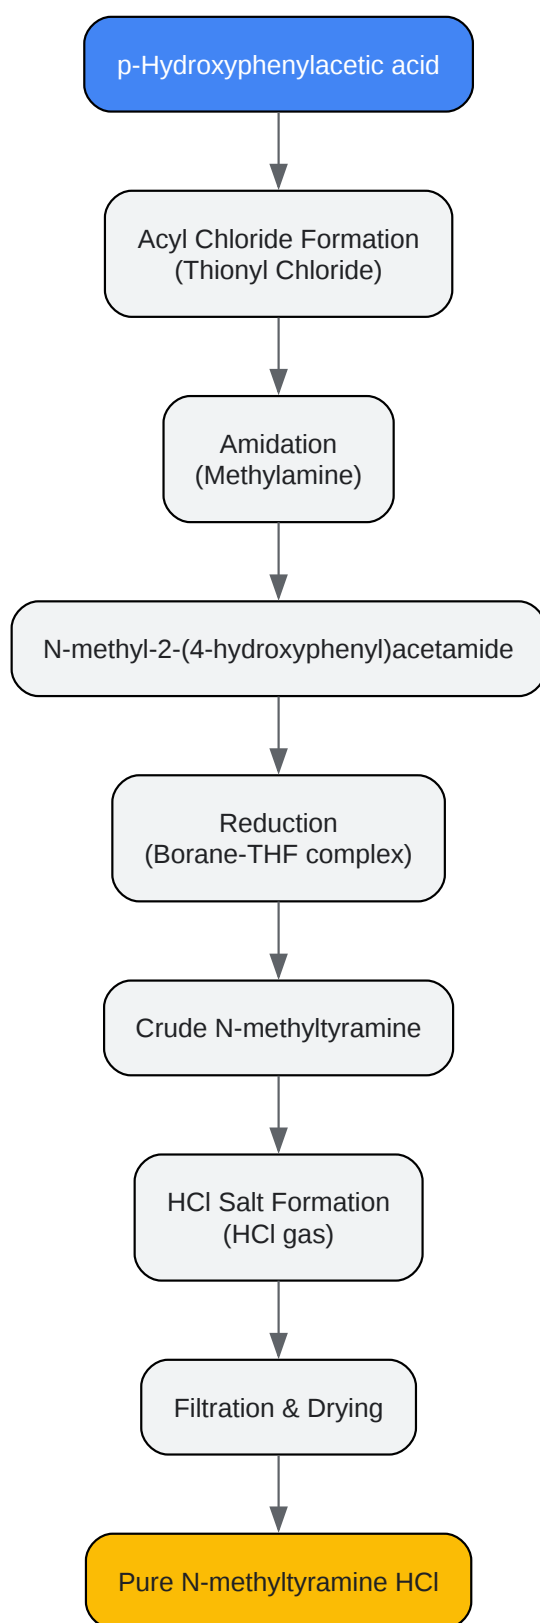 p-Hydroxyphenylacetic acid
Acyl Chloride Formation
(Thionyl Chloride)
Amidation
(Methylamine)
N-methyl-2-(4-hydroxyphenyl)acetamide
Reduction
(Borane-THF complex)
Crude N-methyltyramine
HCl Salt Formation
(HCl gas)
Filtration & Drying
Pure N-methyltyramine HCl